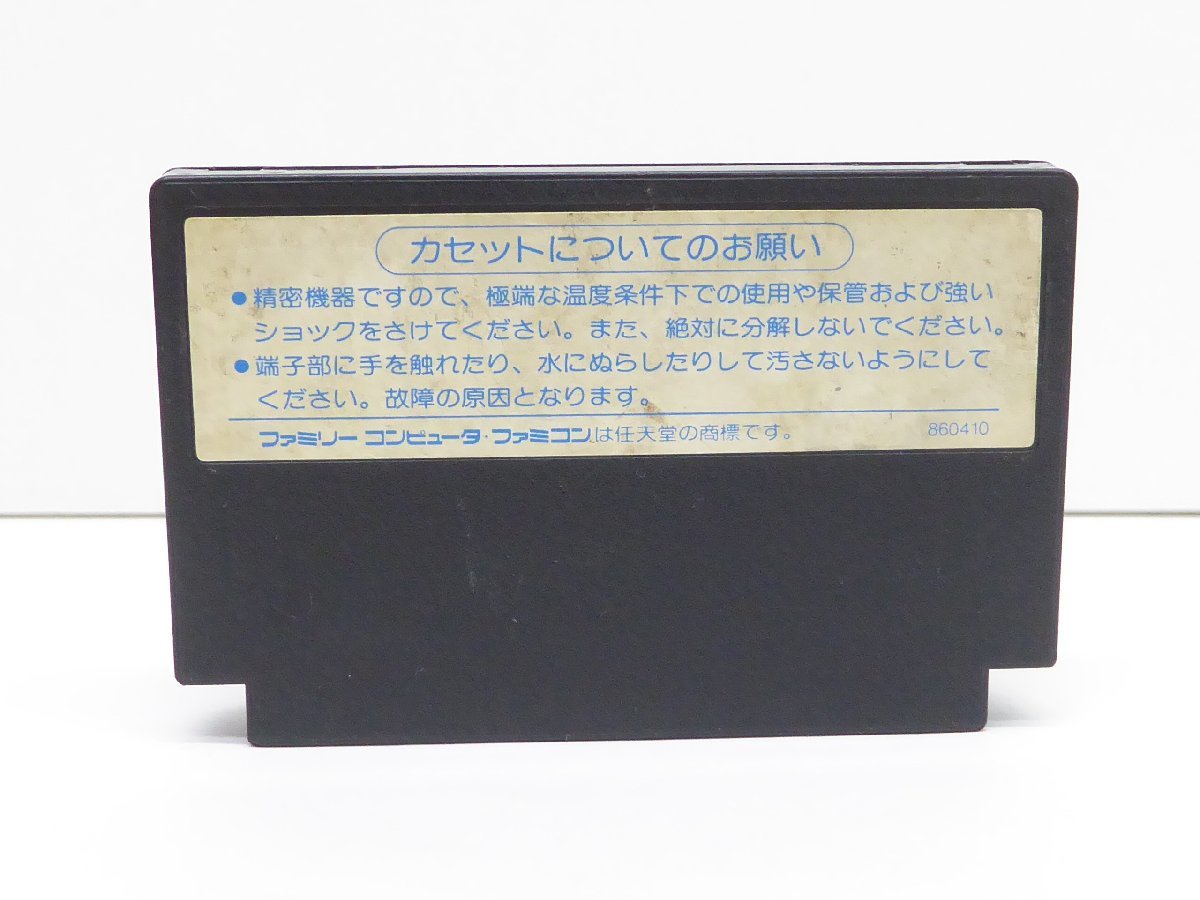 カセットについてのお願い
●精密機器ですので、極端な温度条件下での使用や保管および強い
ショックをさけてください。また、絶対に分解しないでください。
●端子部に手を触れたり、水にぬらしたりして汚さないようにして
ください。故障の原因となります。
ファミリーコンピュータ・ファミコンは任天堂の商標です。 860410